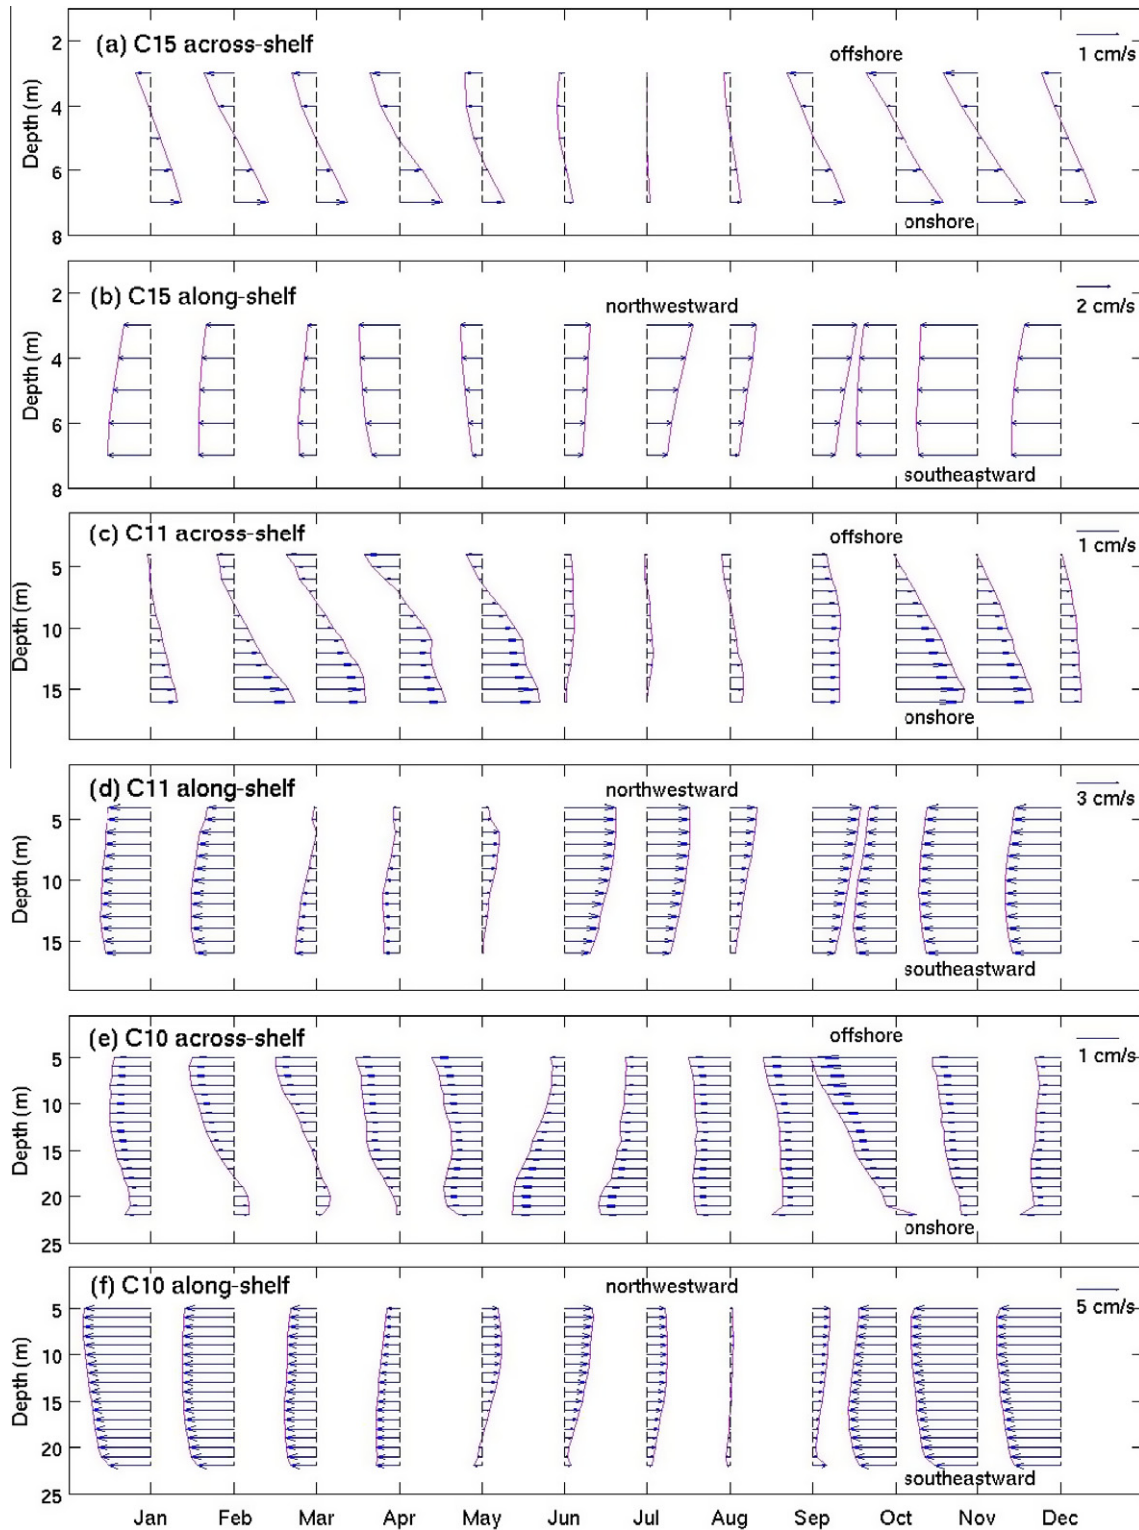 (a) C15 across-shelf
offshore
1 cm/s
2
4
6
8
Depth (m)
onshore
(b) C15 along-shelf
northwestward
2 cm/s
2
4
6
8
Depth (m)
southeastward
(c) C11 across-shelf
offshore
1 cm/s
5
10
15
Depth (m)
onshore
(d) C11 along-shelf
northwestward
3 cm/s
5
10
15
Depth (m)
southeastward
(e) C10 across-shelf
offshore
1 cm/s
5
10
15
20
25
Depth (m)
onshore
(f) C10 along-shelf
northwestward
5 cm/s
5
10
15
20
25
Depth (m)
southeastward
Jan Feb Mar Apr May Jun Jul Aug Sep Oct Nov Dec